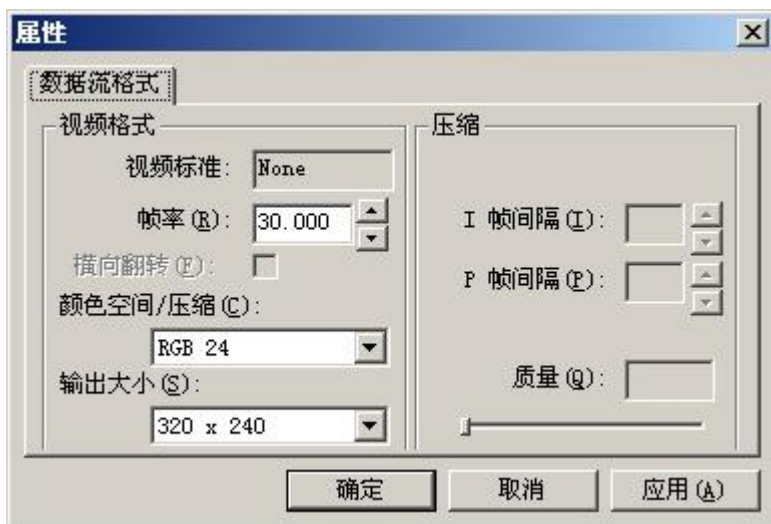 属性
数据流格式
视频格式
视频标准: None
帧率(R): 30.000
横向翻转(F):
颜色空间/压缩(C):
RGB 24
输出大小(S):
320 x 240
压缩
I 帧间隔(I):
P 帧间隔(P):
质量(Q):
确定 取消 应用(A)